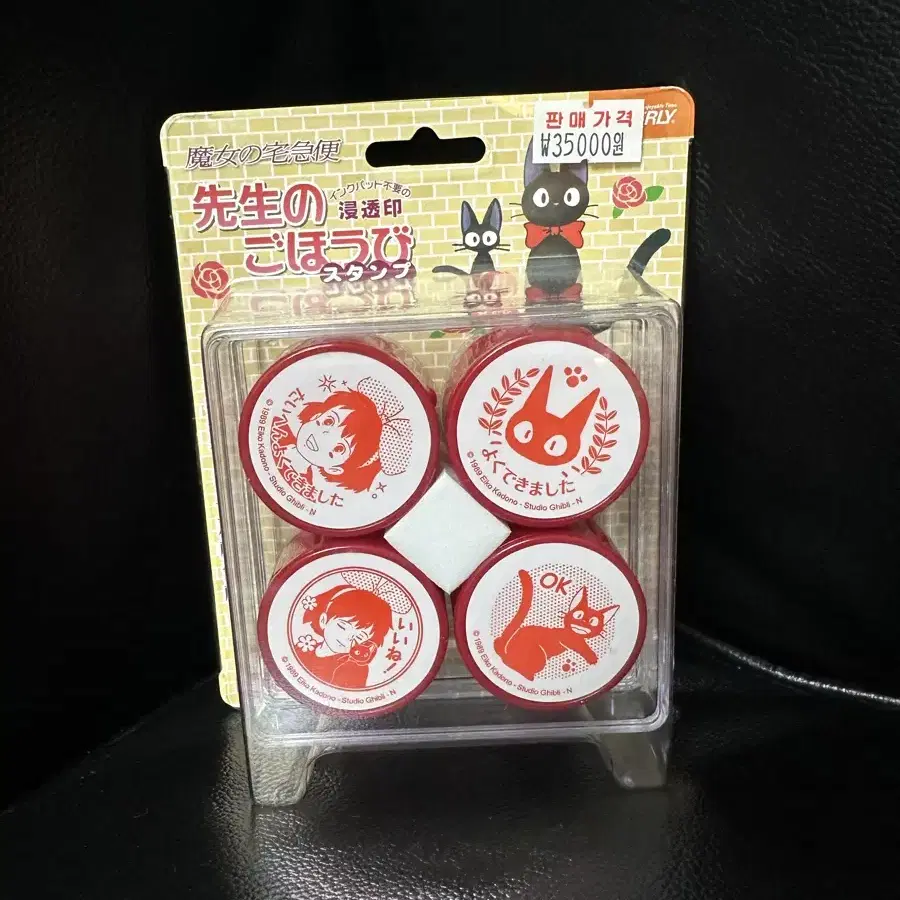 판매가격
₩35000원
魔女の宅急便
先生の
インクパット不要の
浸透印
ごほうび
スタンプ
たいへんよくできました
© 1989 Eiko Kadono - Studio Ghibli - N
よくできました
© 1989 Eiko Kadono - Studio Ghibli - N
いいね!
© 1989 Eiko Kadono - Studio Ghibli - N
OK
© 1989 Eiko Kadono - Studio Ghibli - N